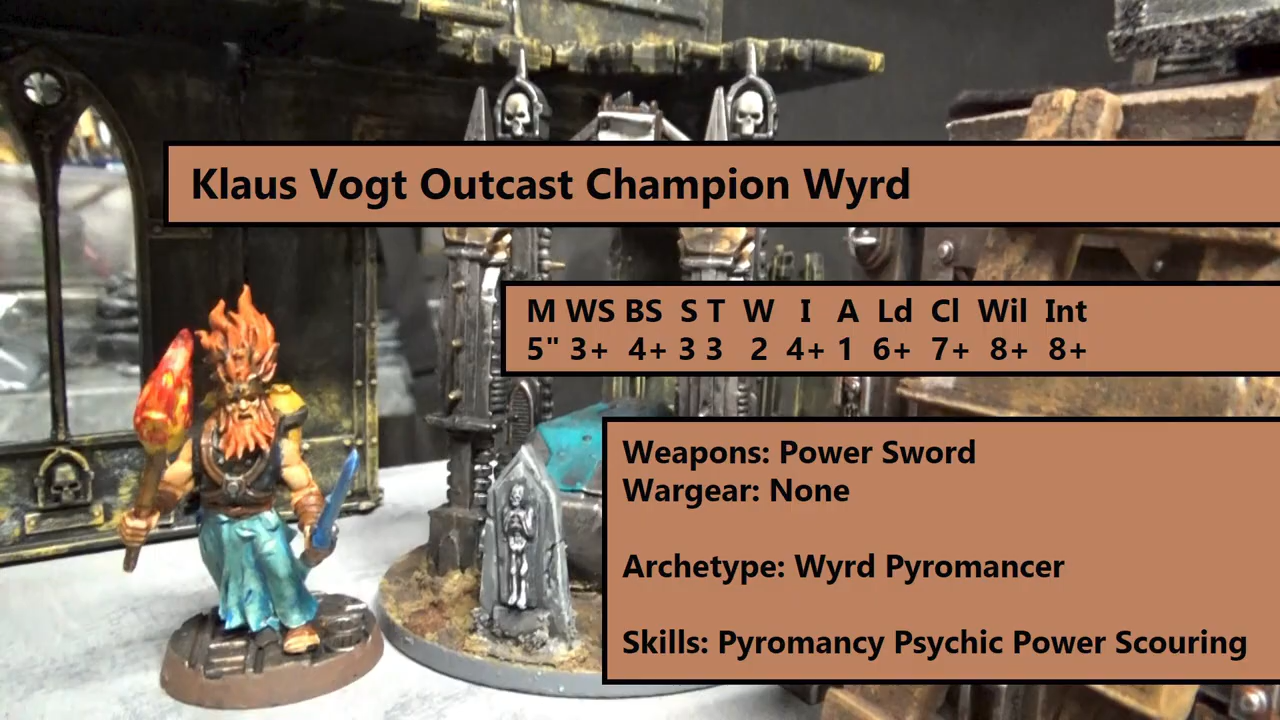 Klaus Vogt Outcast Champion Wyrd
M WS BS S T W I A Ld Cl Wil Int
5" 3+ 4+ 3 3 2 4+ 1 6+ 7+ 8+ 8+
Weapons: Power Sword
Wargear: None
Archetype: Wyrd Pyromancer
Skills: Pyromancy Psychic Power Scouring